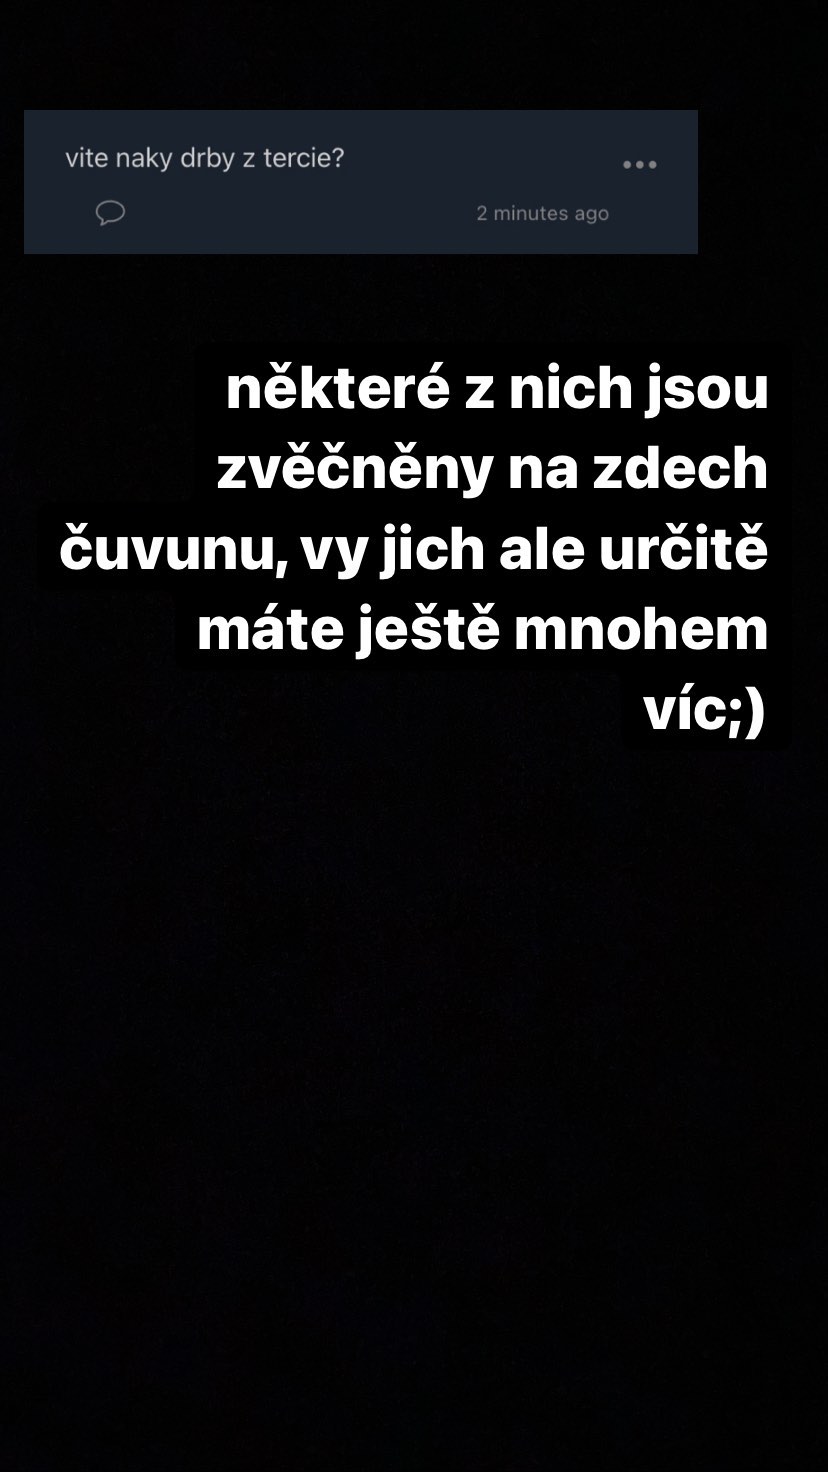 vite naky drby z tercie?
2 minutes ago
některé z nich jsou
zvěčněny na zdech
čuvunu, vy jich ale určitě
máte ještě mnohem
víc;)